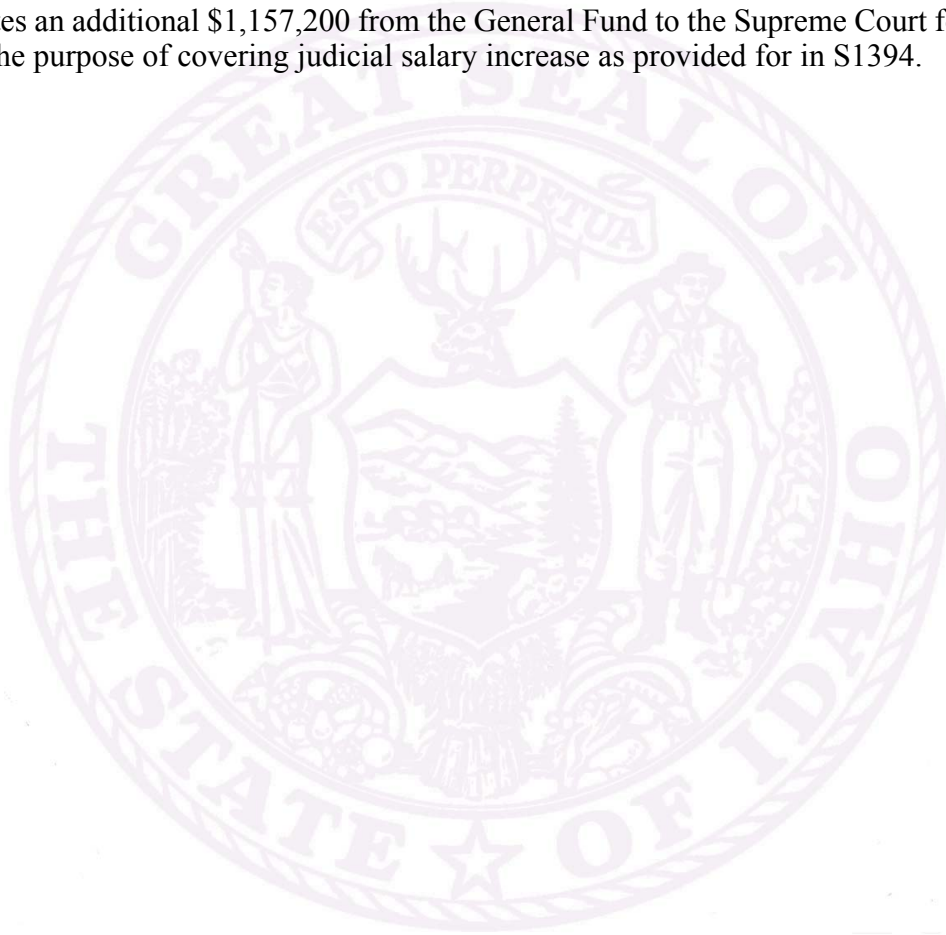 tes an additional $1,157,200 from the General Fund to the Supreme Court f
he purpose of covering judicial salary increase as provided for in S1394.
GREAT SEAL OF
ESTO PERPETUA
THE STATE OF IDAHO